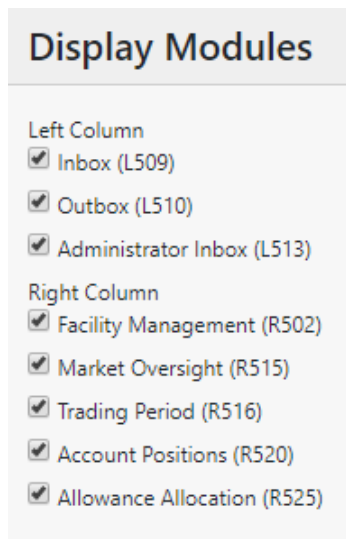 Display Modules
Left Column
Inbox (L509)
Outbox (L510)
Administrator Inbox (L513)
Right Column
Facility Management (R502)
Market Oversight (R515)
Trading Period (R516)
Account Positions (R520)
Allowance Allocation (R525)